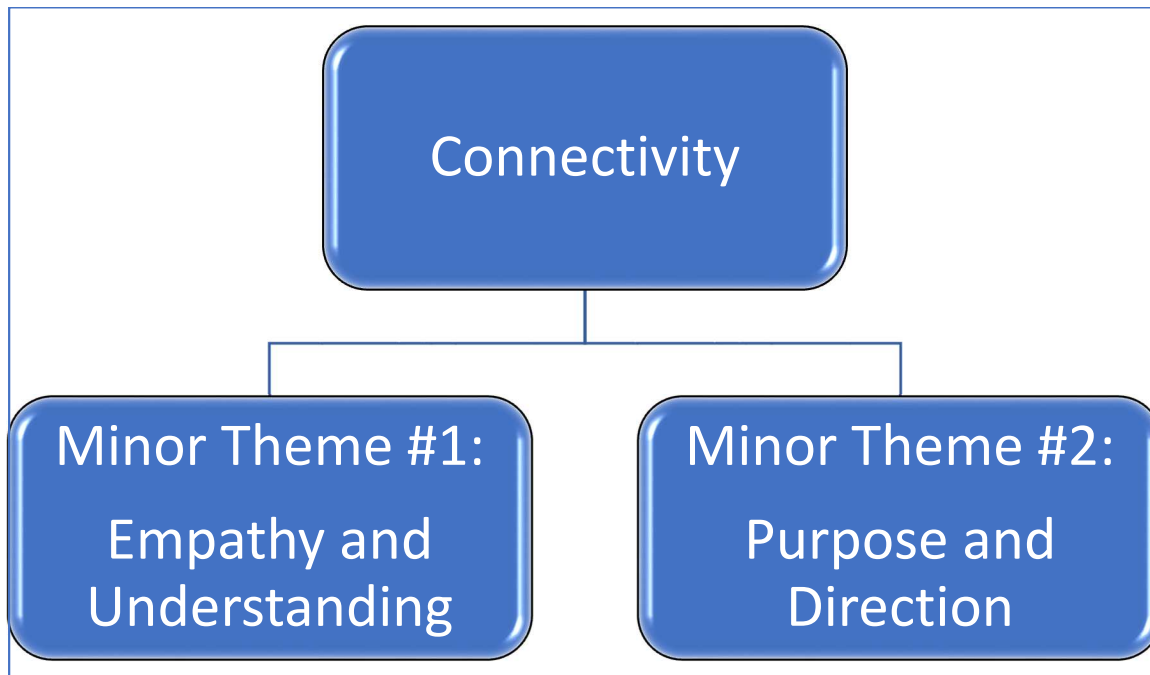 Connectivity
Minor Theme #1:
Empathy and
Understanding
Minor Theme #2:
Purpose and
Direction